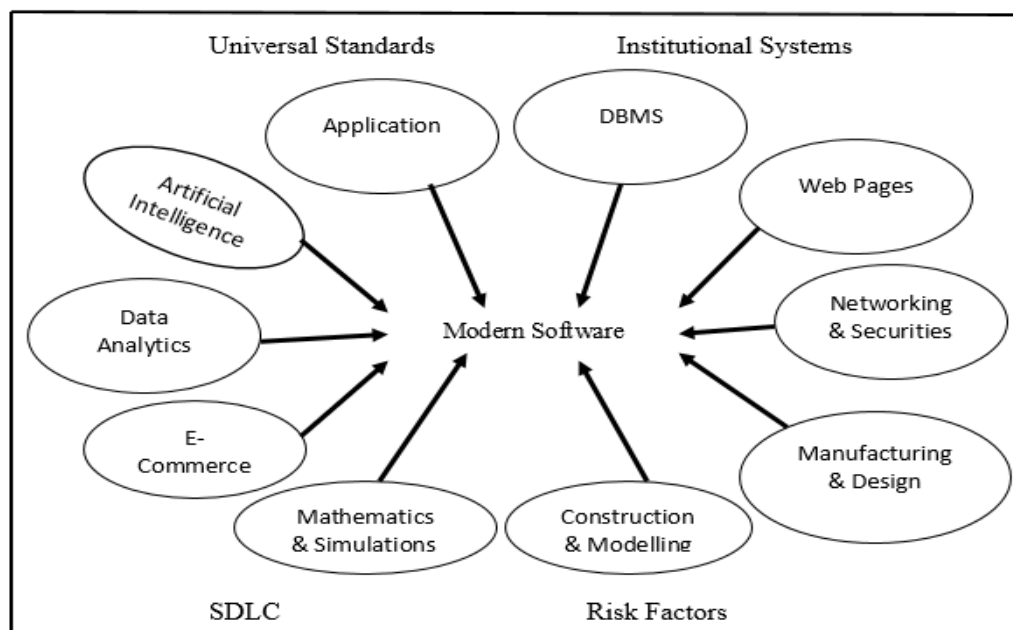 Universal Standards
Institutional Systems
Application
DBMS
Artificial
Intelligence
Web Pages
Data
Analytics
Networking
& Securities
Modern Software
E-
Commerce
Manufacturing
& Design
Mathematics
& Simulations
Construction
& Modelling
SDLC
Risk Factors